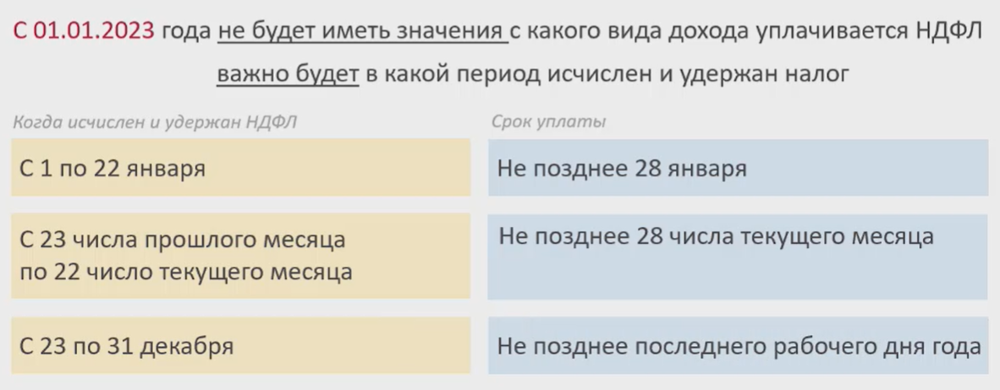 С 01.01.2023 года не будет иметь значения с какого вида дохода уплачивается НДФЛ
важно будет в какой период исчислен и удержан налог
Когда исчислен и удержан НДФЛ
Срок уплаты
С 1 по 22 января
Не позднее 28 января
С 23 числа прошлого месяца
по 22 число текущего месяца
Не позднее 28 числа текущего месяца
С 23 по 31 декабря
Не позднее последнего рабочего дня года